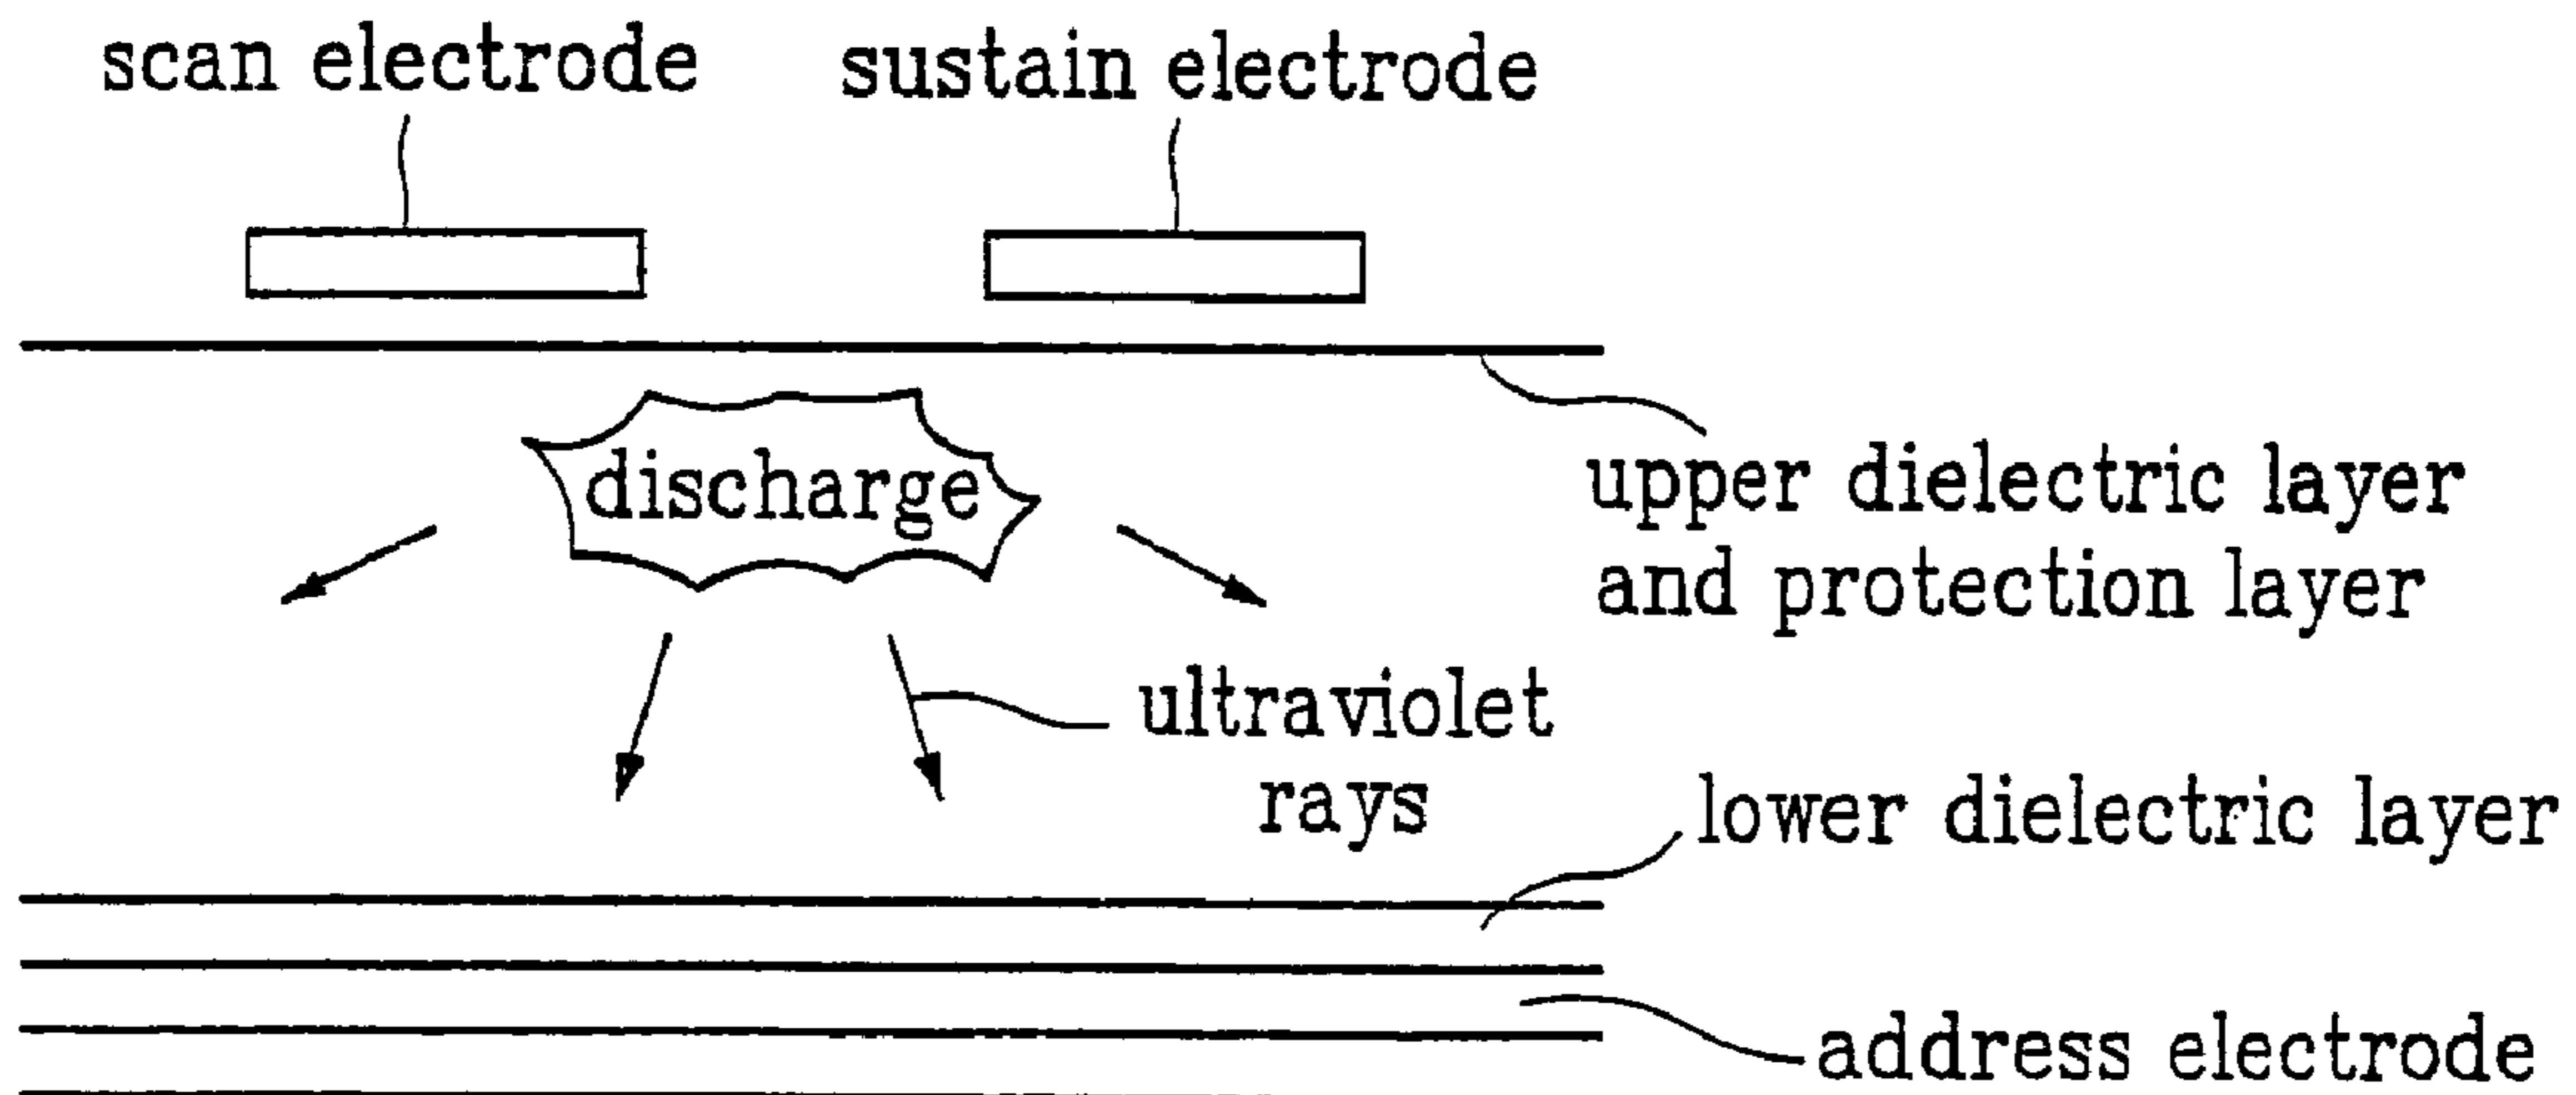 scan electrode
sustain electrode
discharge
upper dielectric layer
and protection layer
ultraviolet
rays
lower dielectric layer
address electrode